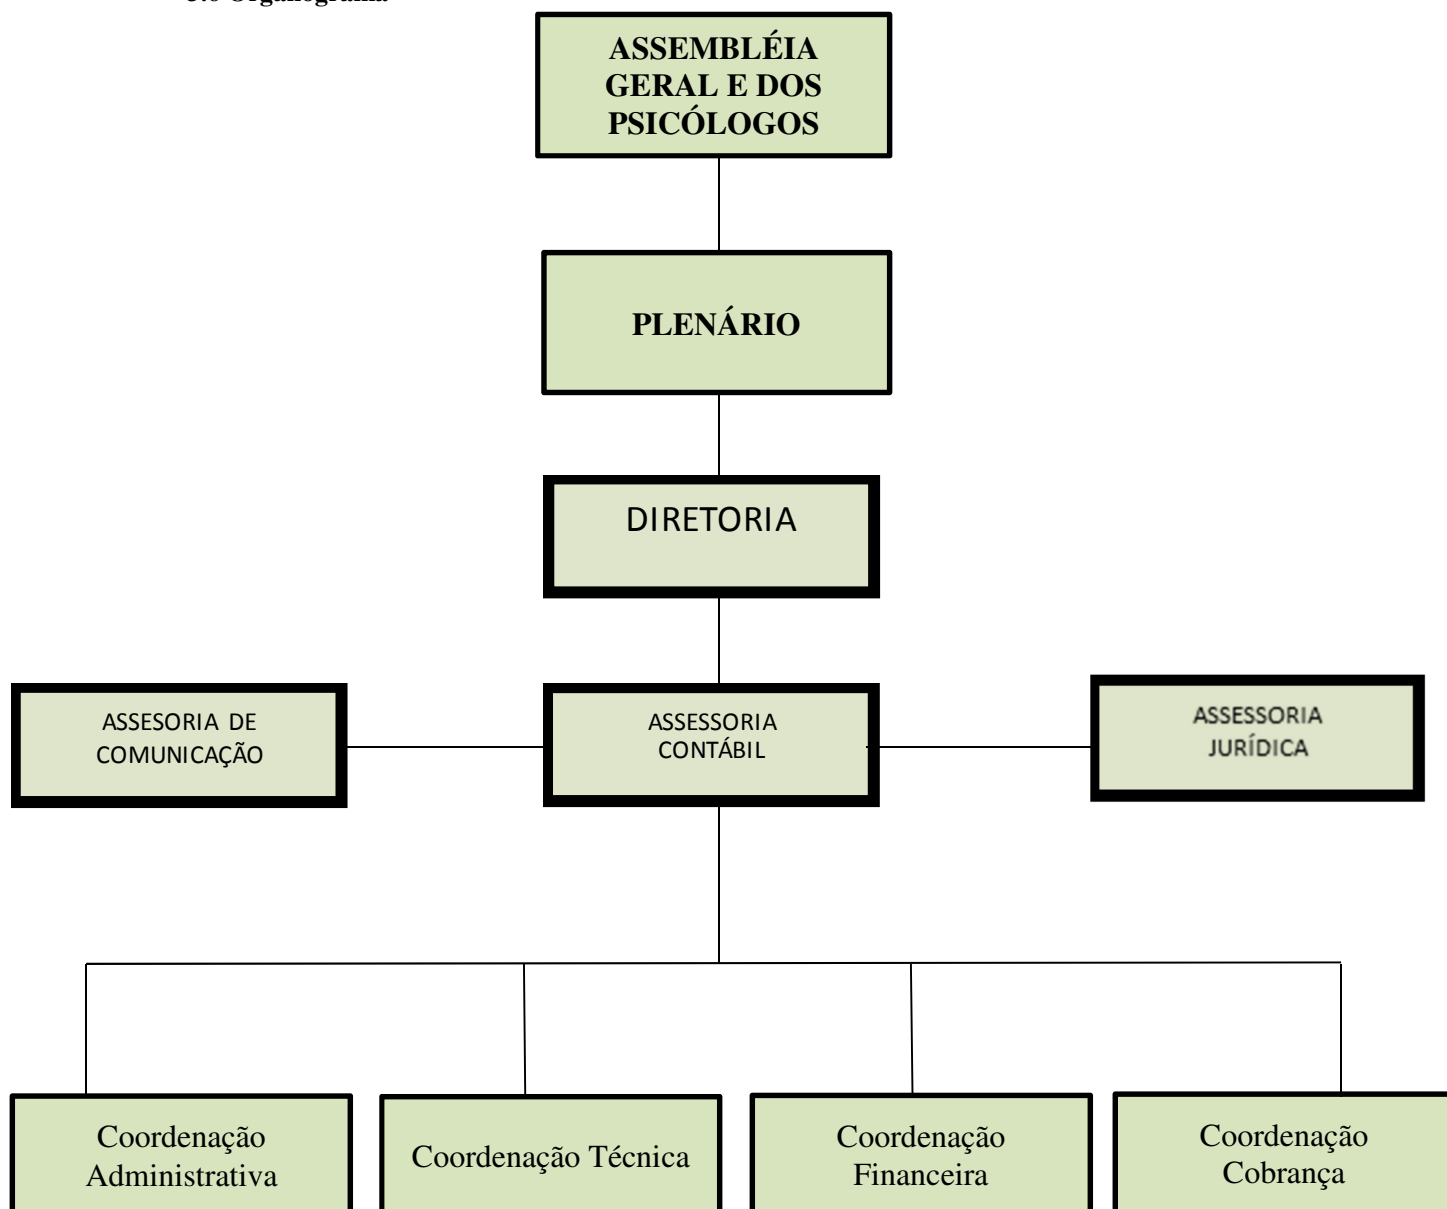 Organograma
ASSEMBLÉIA
GERAL E DOS
PSICÓLOGOS
PLENÁRIO
DIRETORIA
ASSESORIA DE
COMUNICAÇÃO
ASSESSORIA
CONTÁBIL
ASSESSORIA
JURÍDICA
Coordenação
Administrativa
Coordenação Técnica
Coordenação
Financeira
Coordenação
Cobrança